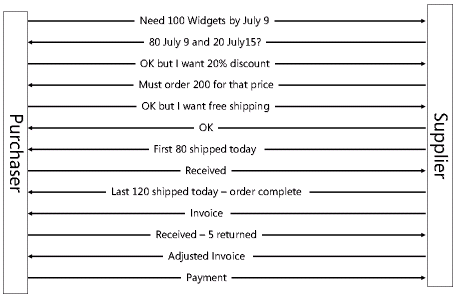 Need 100 Widgets by July 9
80 July 9 and 20 July15?
OK but I want 20% discount
Must order 200 for that price
OK but I want free shipping
OK
First 80 shipped today
Received
Last 120 shipped today – order complete
Invoice
Received – 5 returned
Adjusted Invoice
Payment
Purchaser
Supplier